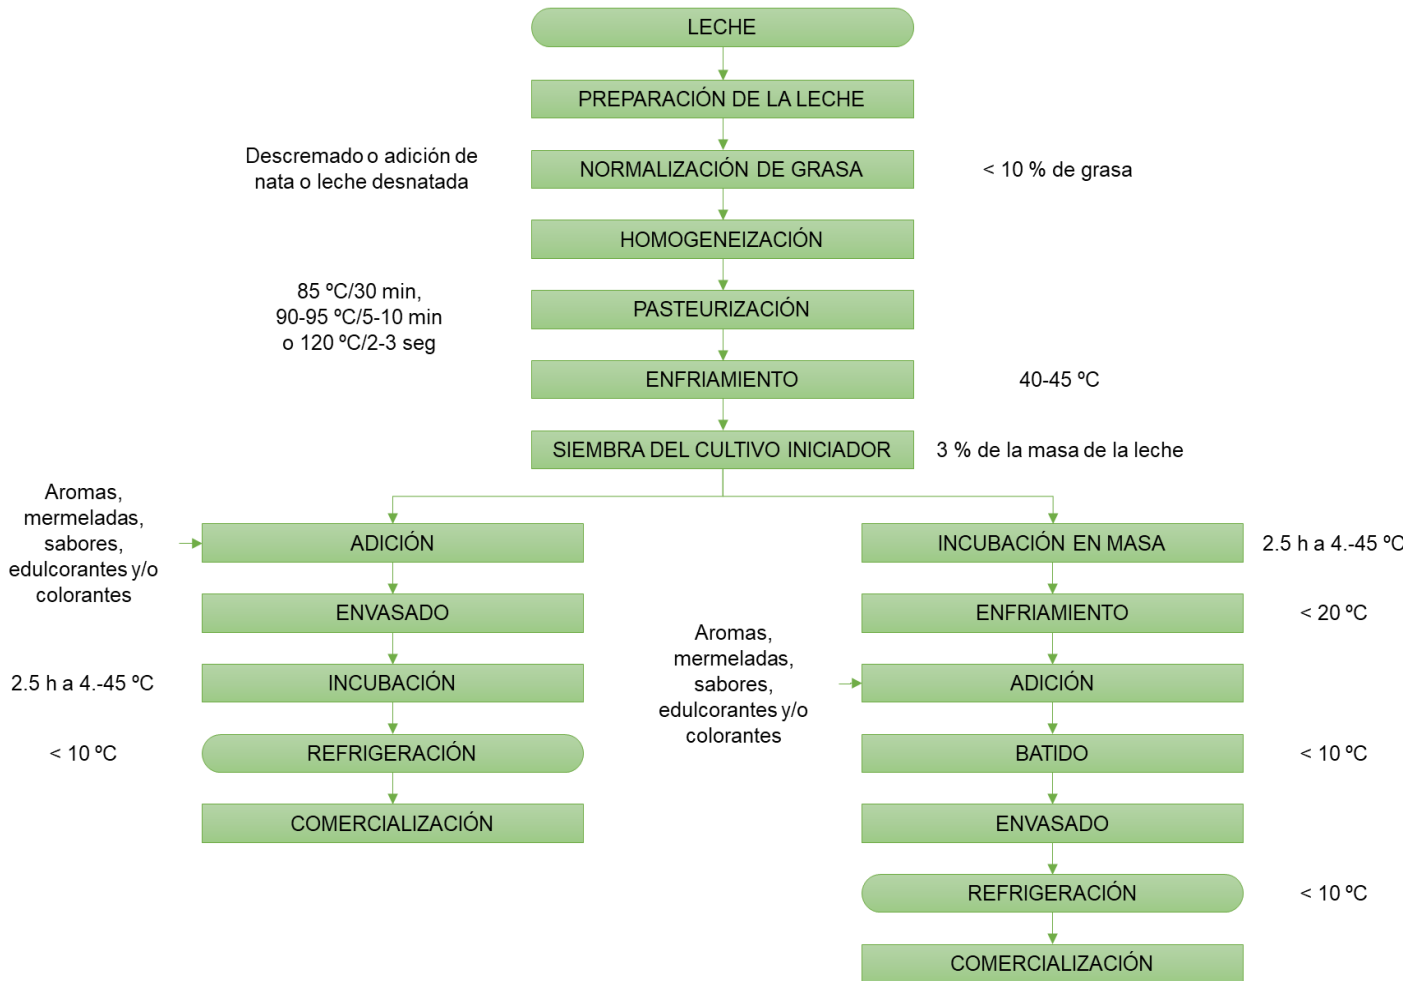 LECHE
PREPARACIÓN DE LA LECHE
Descremado o adición de
nata o leche desnatada
NORMALIZACIÓN DE GRASA
< 10 % de grasa
HOMOGENEIZACIÓN
85 ºC/30 min,
90-95 ºC/5-10 min
o 120 ºC/2-3 seg
PASTEURIZACIÓN
ENFRIAMIENTO
40-45 ºC
SIEMBRA DEL CULTIVO INICIADOR
3 % de la masa de la leche
Aromas,
mermeladas,
sabores,
edulcorantes y/o
colorantes
ADICIÓN
ENVASADO
2.5 h a 4.-45 ºC
INCUBACIÓN
< 10 ºC
REFRIGERACIÓN
COMERCIALIZACIÓN
INCUBACIÓN EN MASA
2.5 h a 4.-45 ºC
ENFRIAMIENTO
< 20 ºC
Aromas,
mermeladas,
sabores,
edulcorantes y/o
colorantes
ADICIÓN
BATIDO
< 10 ºC
ENVASADO
REFRIGERACIÓN
< 10 ºC
COMERCIALIZACIÓN